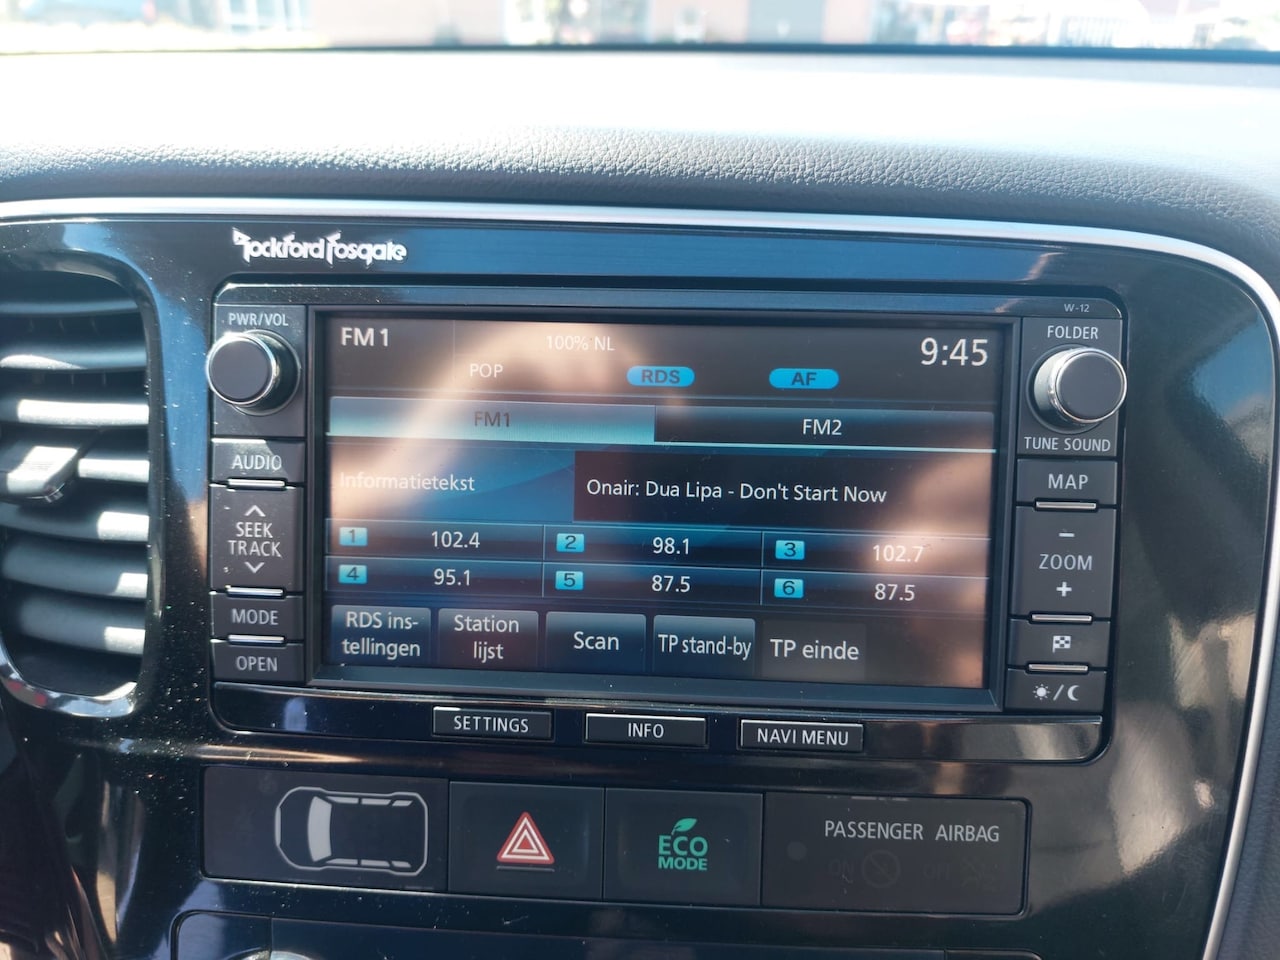 Rockford Fosgate
W-12
PWR/VOL
FOLDER
FM1
100% NL
9:45
POP
RDS
AF
FM1
FM2
TUNE SOUND
AUDIO
Informatietekst
Onair: Dua Lipa - Don't Start Now
MAP
SEEK
TRACK
1 102.4
2 98.1
3 102.7
- ZOOM +
4 95.1
5 87.5
6 87.5
MODE
RDS ins-
tellingen
Station
lijst
Scan
TP stand-by
TP einde
OPEN
SETTINGS
INFO
NAVI MENU
ECO
MODE
PASSENGER AIRBAG
ON